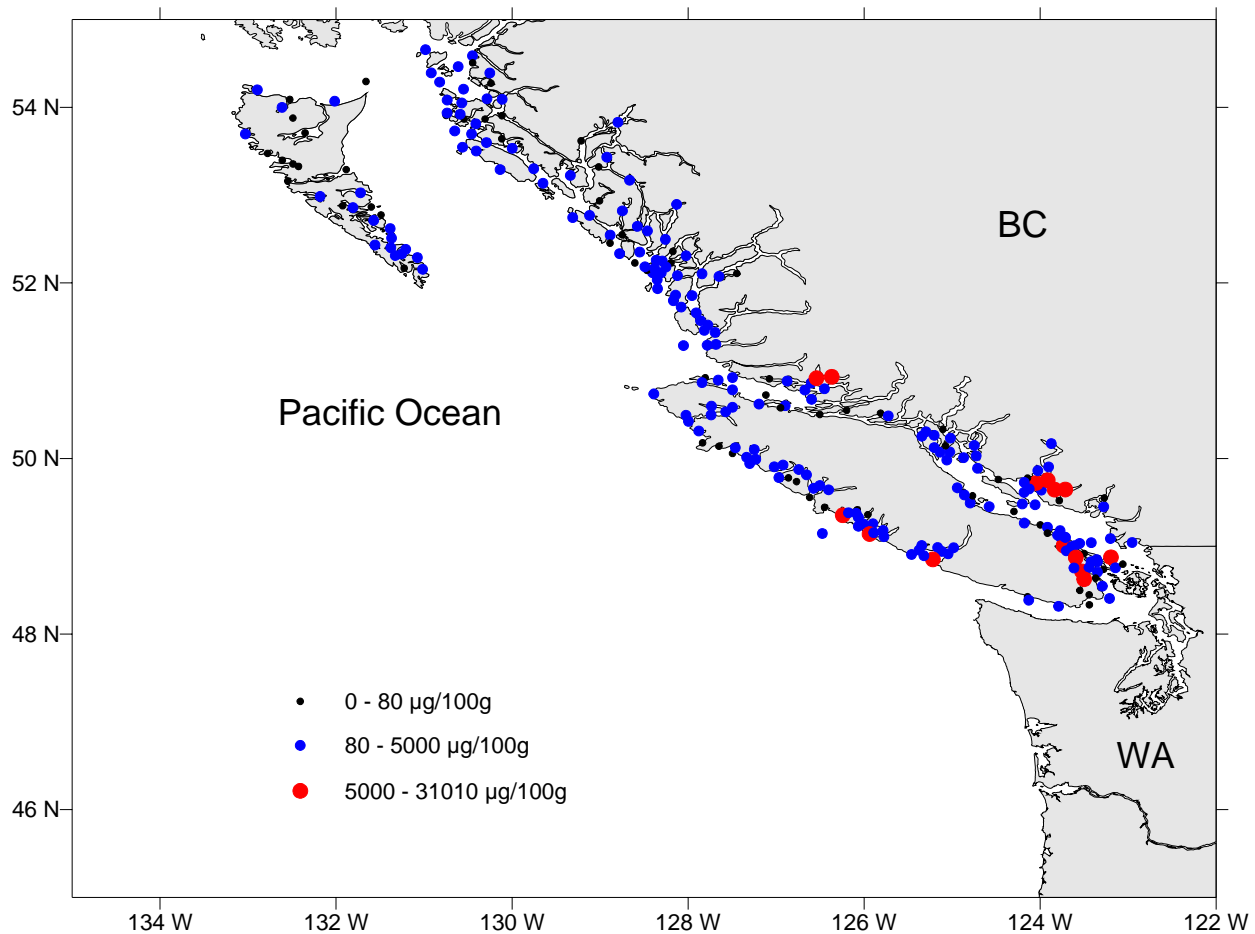 54 N
BC
52 N
Pacific Ocean
50 N
48 N
0 - 80 µg/100g
80 - 5000 µg/100g
5000 - 31010 µg/100g
WA
46 N
134 W
132 W
130 W
128 W
126 W
124 W
122 W